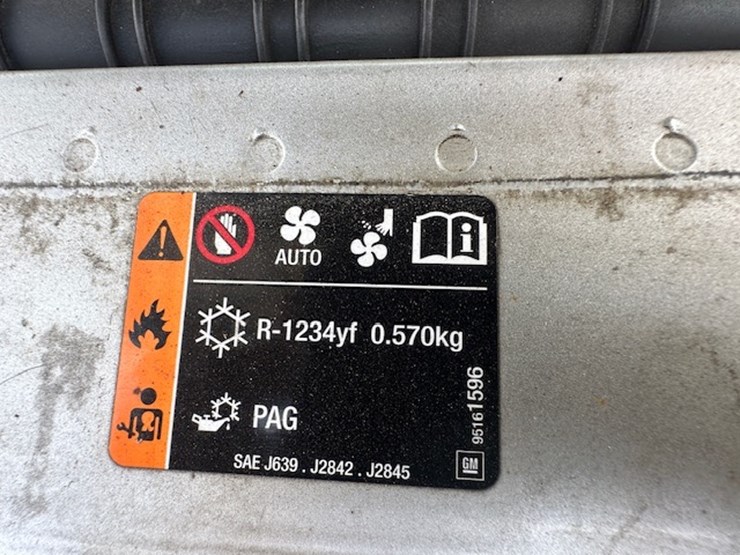 AUTO
R-1234yf 0.570kg
PAG
95161596
SAE J639 . J2842 . J2845
GM